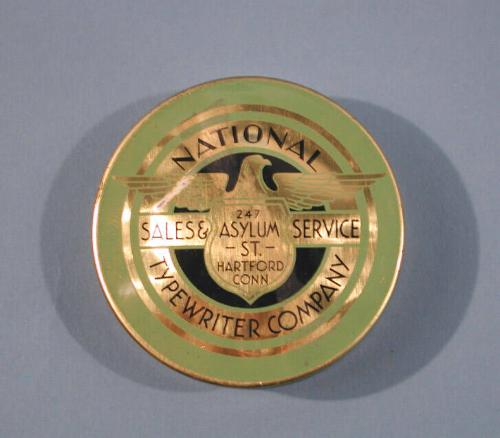 NATIONAL
SALES & SERVICE
247
ASYLUM
- ST. -
HARTFORD
CONN
TYPEWRITER COMPANY